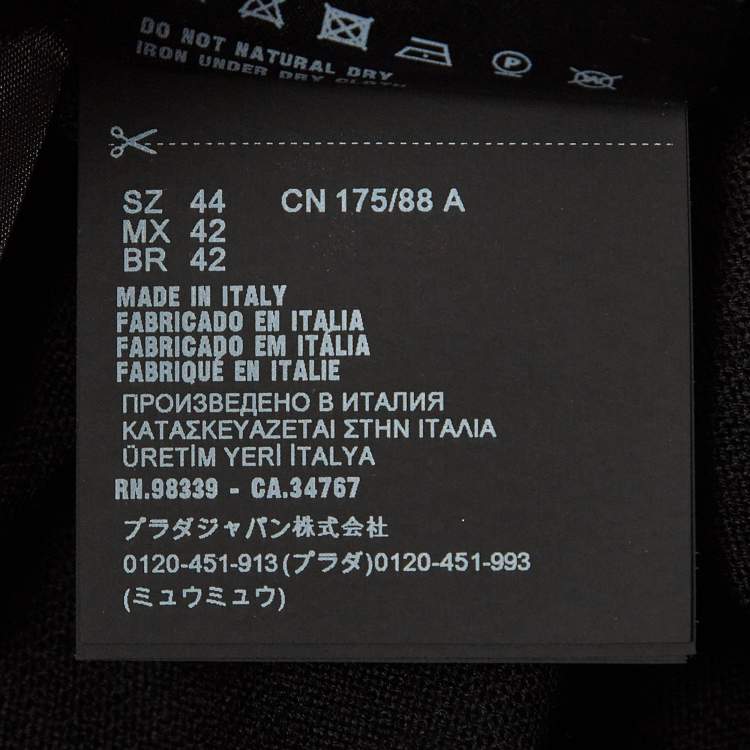 DO NOT NATURAL DRY
IRON UNDER DRY CLOTH
P
SZ 44 CN 175/88 A
MX 42
BR 42
MADE IN ITALY
FABRICADO EN ITALIA
FABRICADO EM ITÁLIA
FABRIQUÉ EN ITALIE
ПРОИЗВЕДЕНО В ИТАЛИЯ
ΚΑΤΑΣΚΕΥΑΖΕΤΑΙ ΣΤΗΝ ΙΤΑΛΙΑ
ÜRETİM YERİ İTALYA
RN.98339 - CA.34767
プラダジャパン株式会社
0120-451-913(プラダ)0120-451-993
(ミュウミュウ)